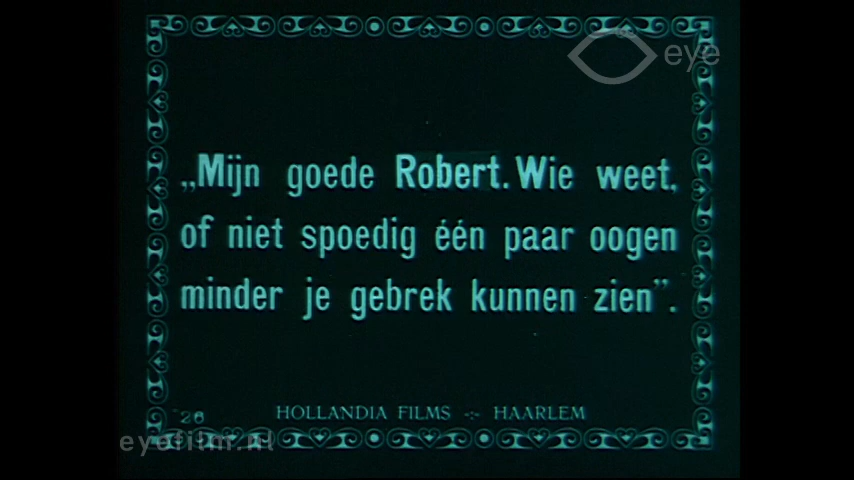 eye
„Mijn goede Robert. Wie weet,
of niet spoedig één paar oogen
minder je gebrek kunnen zien”.
26
HOLLANDIA FILMS HAARLEM
eyefilm.nl